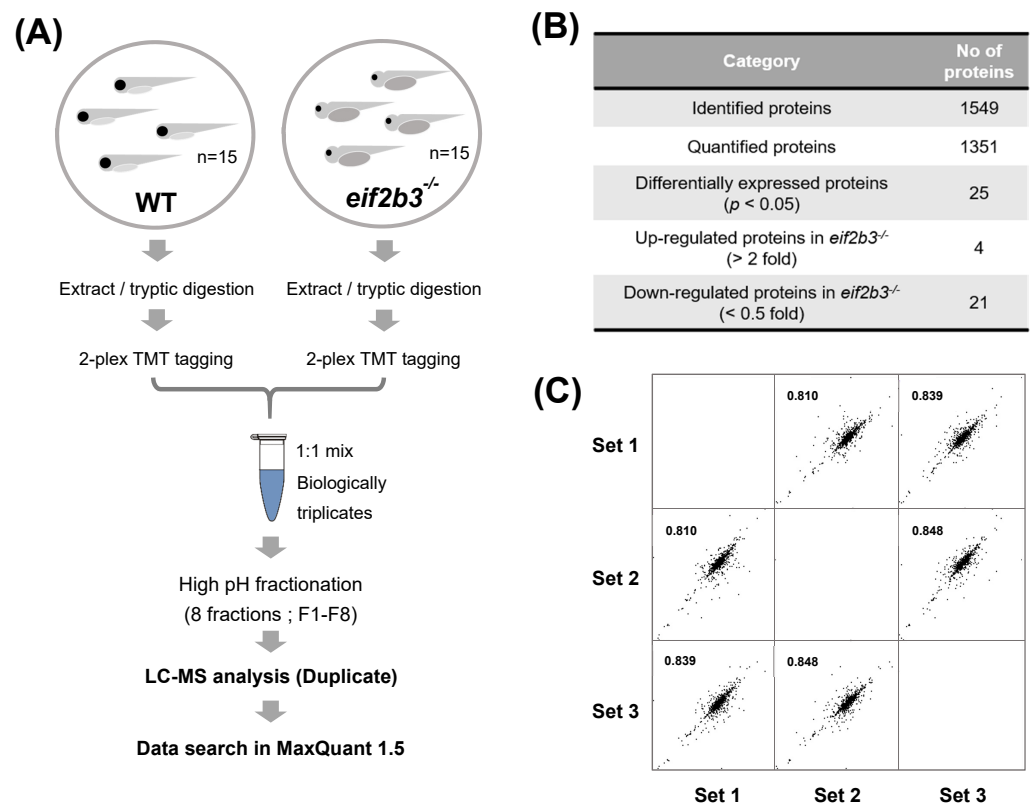 (A)
n=15
WT
n=15
eif2b3-/-
Extract / tryptic digestion
Extract / tryptic digestion
2-plex TMT tagging
2-plex TMT tagging
1:1 mix
Biologically
triplicates
High pH fractionation
(8 fractions ; F1-F8)
LC-MS analysis (Duplicate)
Data search in MaxQuant 1.5
(B)
Category
No of
proteins
Identified proteins
1549
Quantified proteins
1351
Differentially expressed proteins
(p < 0.05)
25
Up-regulated proteins in eif2b3-/-
(> 2 fold)
4
Down-regulated proteins in eif2b3-/-
(< 0.5 fold)
21
(C)
Set 1
0.810
0.839
Set 2
0.810
0.848
Set 3
0.839
0.848
Set 1
Set 2
Set 3